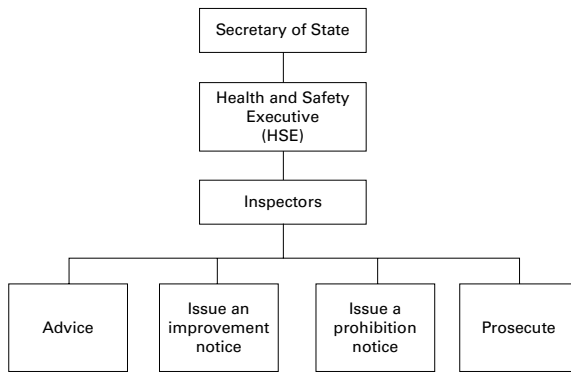 Secretary of State
Health and Safety
Executive
(HSE)
Inspectors
Advice
Issue an
improvement
notice
Issue a
prohibition
notice
Prosecute